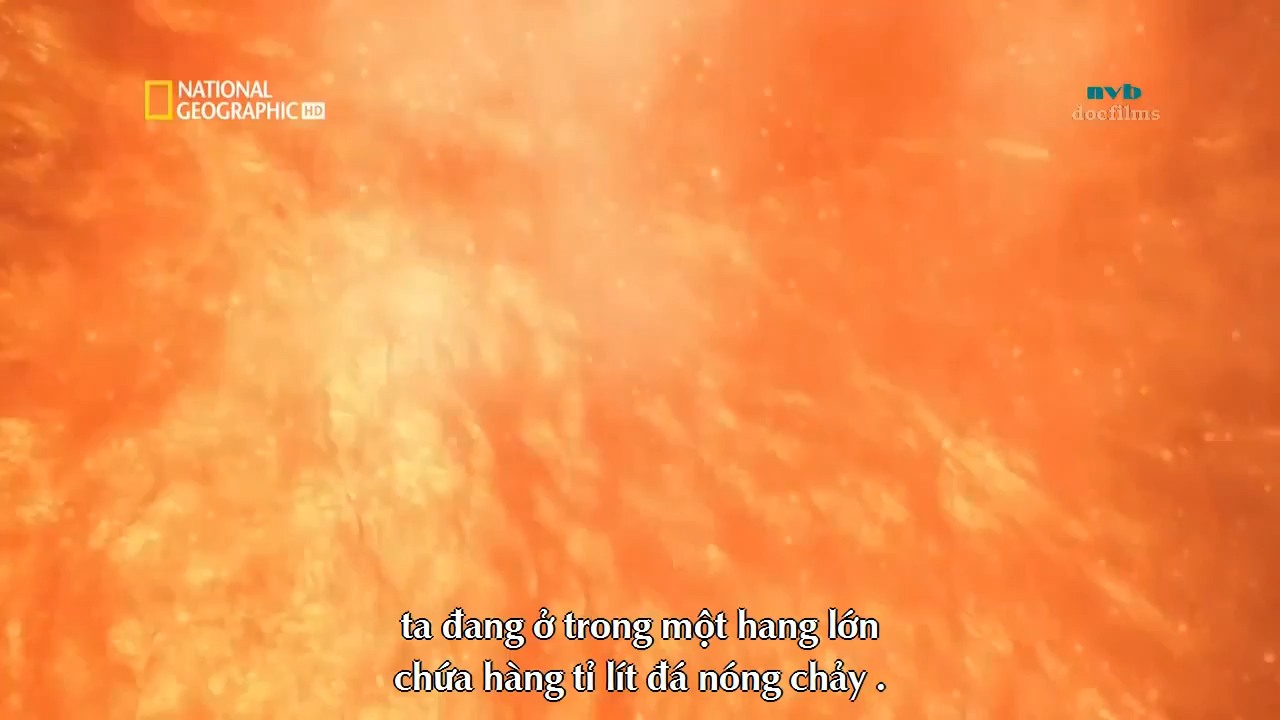 NATIONAL
GEOGRAPHIC HD
nvb
docfilms
ta đang ở trong một hang lớn
chứa hàng tỉ lít đá nóng chảy .